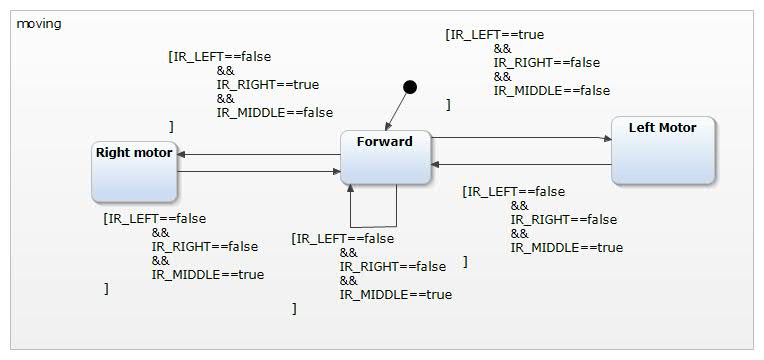 moving
[IR_LEFT==false
&&
IR_RIGHT==true
&&
IR_MIDDLE==false
]
[IR_LEFT==true
&&
IR_RIGHT==false
&&
IR_MIDDLE==false
]
Right motor
Forward
Left Motor
[IR_LEFT==false
&&
IR_RIGHT==false
&&
IR_MIDDLE==true
]
[IR_LEFT==false
&&
IR_RIGHT==false
&&
IR_MIDDLE==true
]
[IR_LEFT==false
&&
IR_RIGHT==false
&&
IR_MIDDLE==true
]